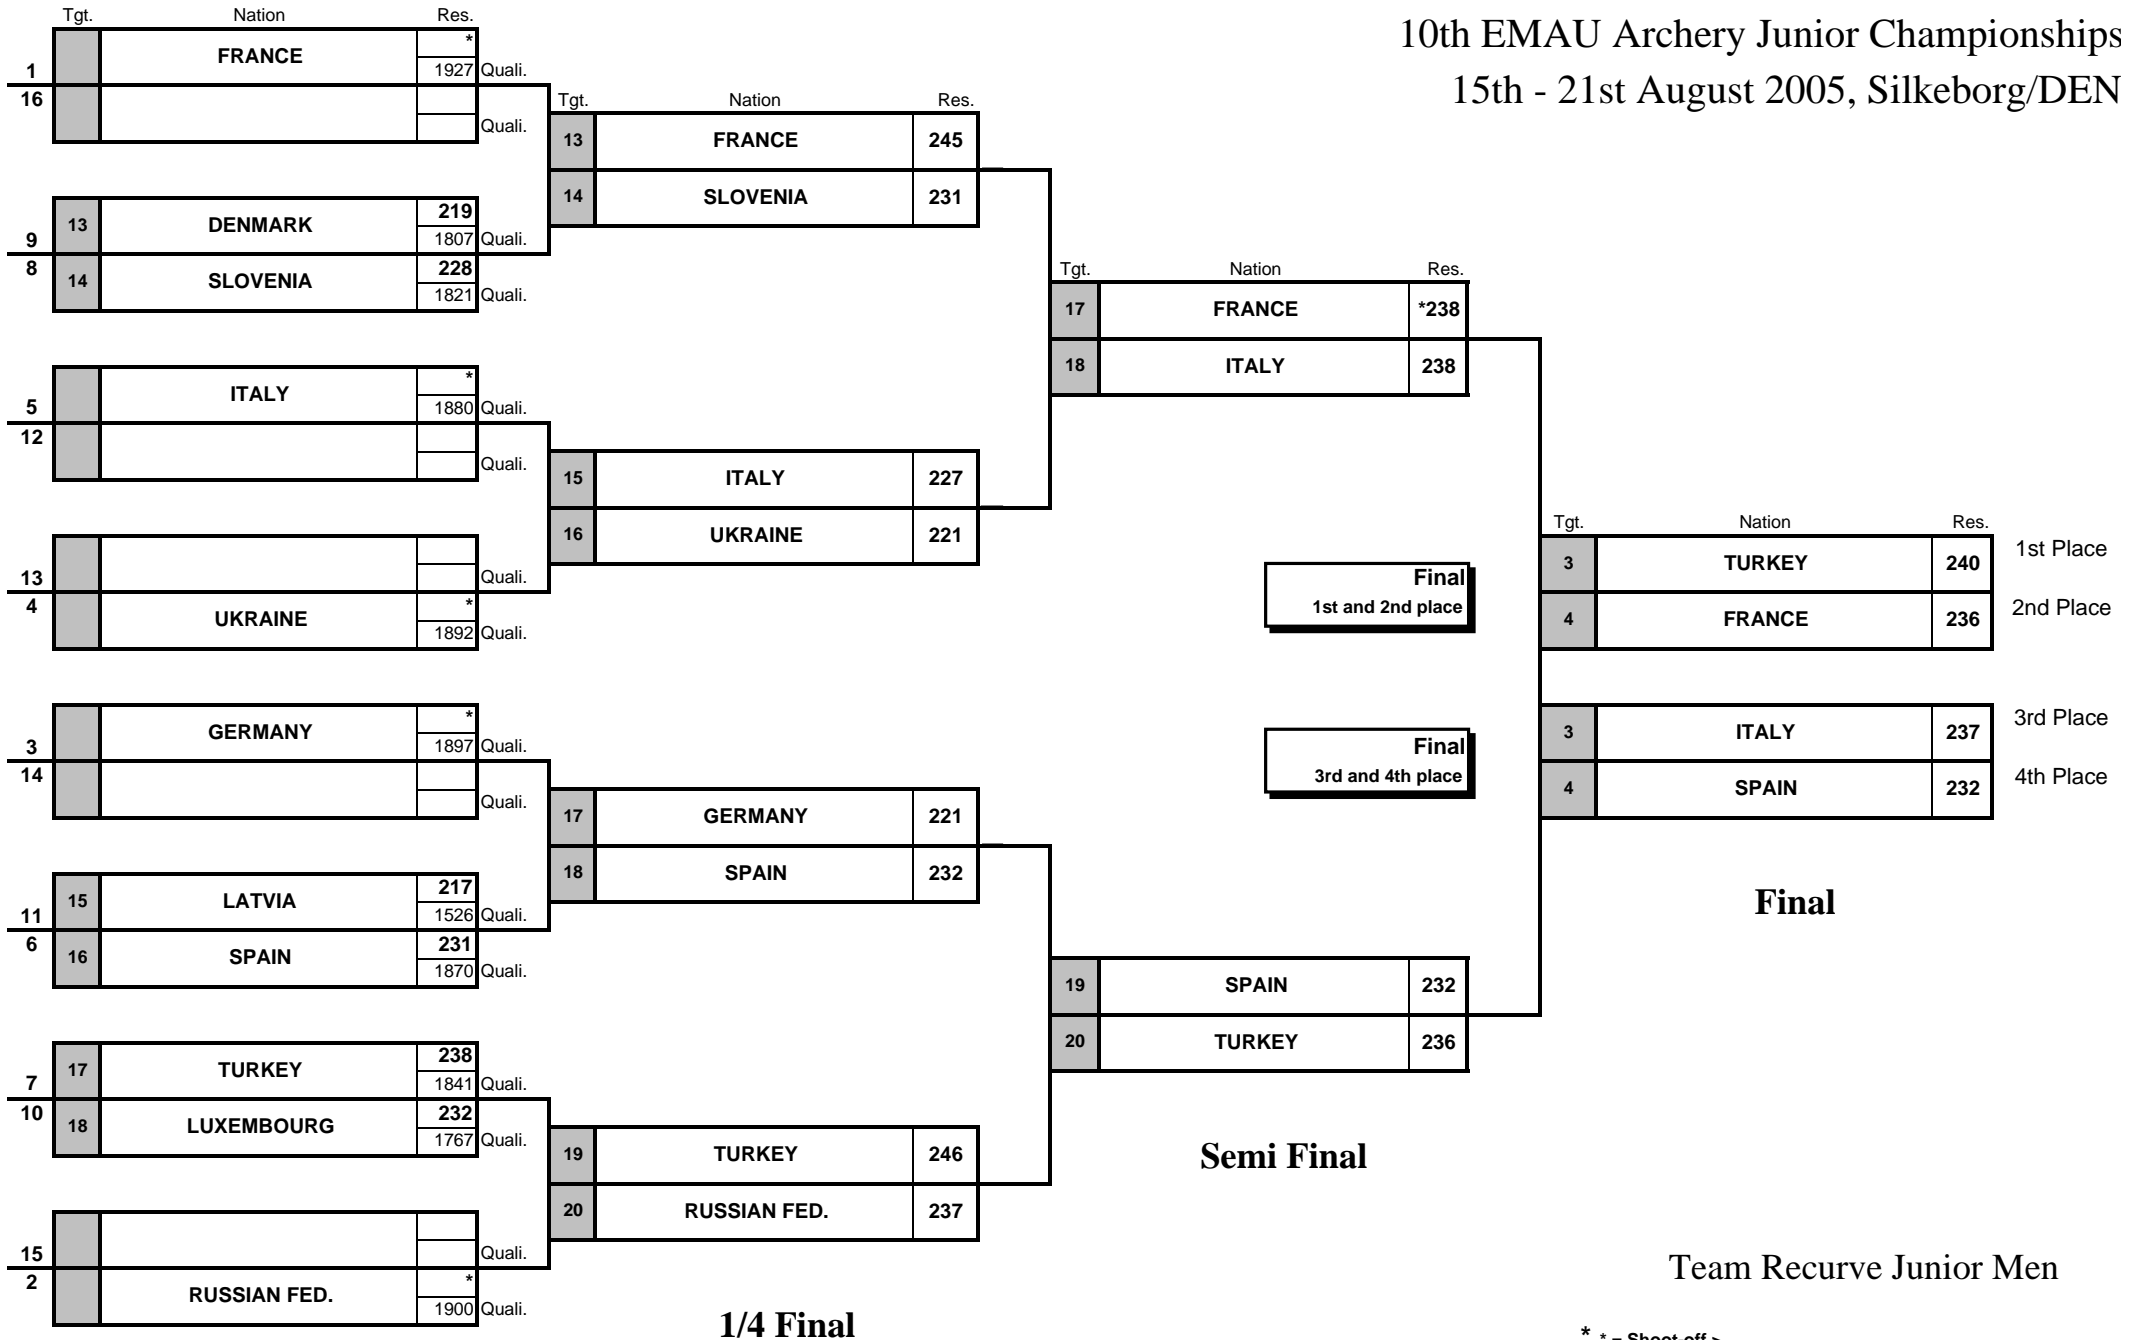 10th EMAU Archery Junior Championships
15th - 21st August 2005, Silkeborg/DEN
Tgt. Nation Res.
1 FRANCE * 1927 Quali.
16 Quali.
9 13 DENMARK 219 1807 Quali.
8 14 SLOVENIA 228 1821 Quali.
5 ITALY * 1880 Quali.
12 Quali.
13 Quali.
4 UKRAINE * 1892 Quali.
3 GERMANY * 1897 Quali.
14 Quali.
11 15 LATVIA 217 1526 Quali.
6 16 SPAIN 231 1870 Quali.
7 17 TURKEY 238 1841 Quali.
10 18 LUXEMBOURG 232 1767 Quali.
15 Quali.
2 RUSSIAN FED. * 1900 Quali.
Tgt. Nation Res.
13 FRANCE 245
14 SLOVENIA 231
15 ITALY 227
16 UKRAINE 221
17 GERMANY 221
18 SPAIN 232
19 TURKEY 246
20 RUSSIAN FED. 237
1/4 Final
Tgt. Nation Res.
17 FRANCE *238
18 ITALY 238
19 SPAIN 232
20 TURKEY 236
Semi Final
Final
1st and 2nd place
Final
3rd and 4th place
Tgt. Nation Res.
3 TURKEY 240 1st Place
4 FRANCE 236 2nd Place
3 ITALY 237 3rd Place
4 SPAIN 232 4th Place
Final
Team Recurve Junior Men
* * = Shoot-off >